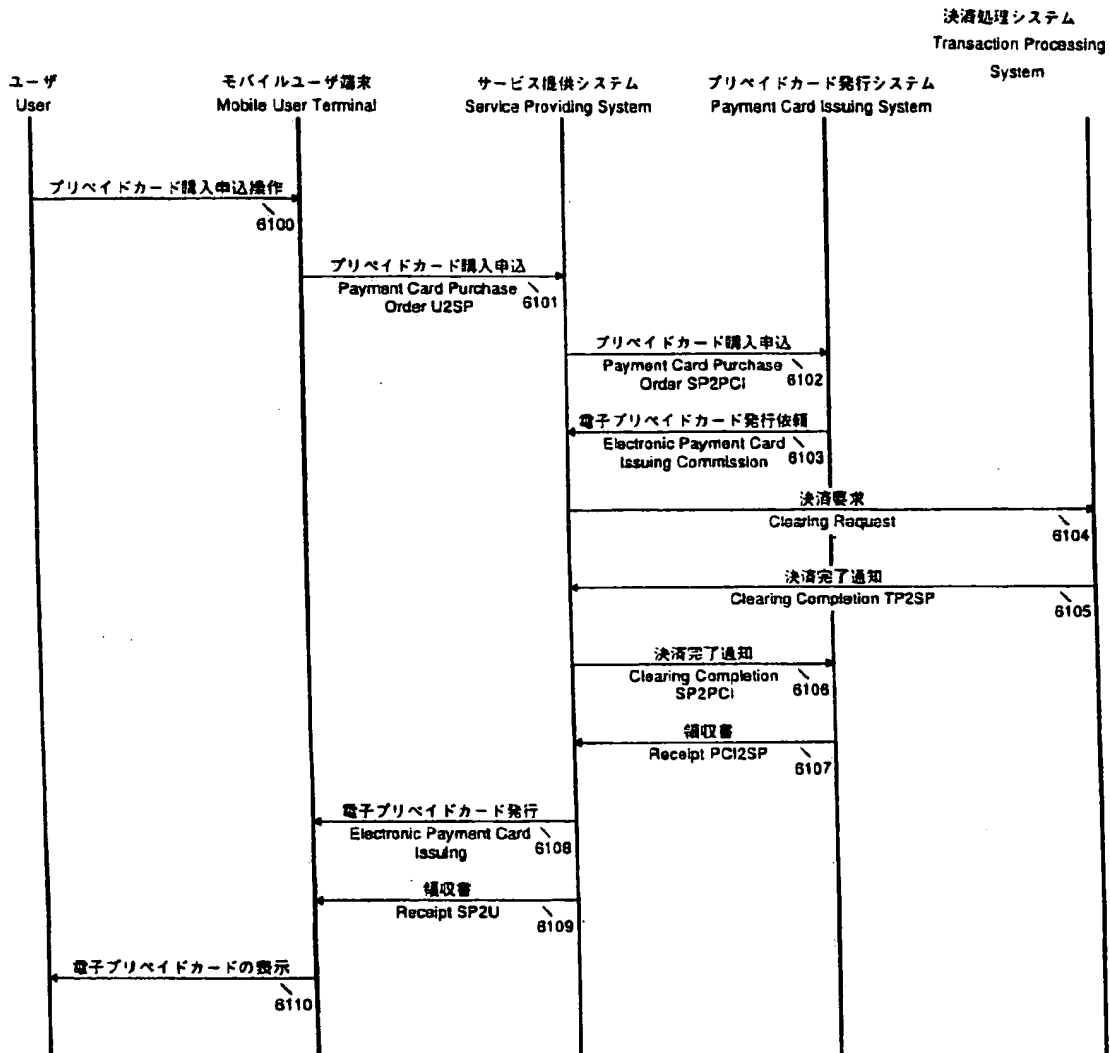 決済処理システム
Transaction Processing
System
ユーザ
User
モバイルユーザ端末
Mobile User Terminal
サービス提供システム
Service Providing System
プリペイドカード発行システム
Payment Card Issuing System
プリペイドカード購入申込操作
6100
プリペイドカード購入申込
Payment Card Purchase
Order U2SP
6101
プリペイドカード購入申込
Payment Card Purchase
Order SP2PCI
6102
電子プリペイドカード発行依頼
Electronic Payment Card
Issuing Commission
6103
決済要求
Clearing Request
6104
決済完了通知
Clearing Completion TP2SP
6105
決済完了通知
Clearing Completion
SP2PCI
6106
領収書
Receipt PCI2SP
6107
電子プリペイドカード発行
Electronic Payment Card
Issuing
6108
領収書
Receipt SP2U
6109
電子プリペイドカードの表示
6110